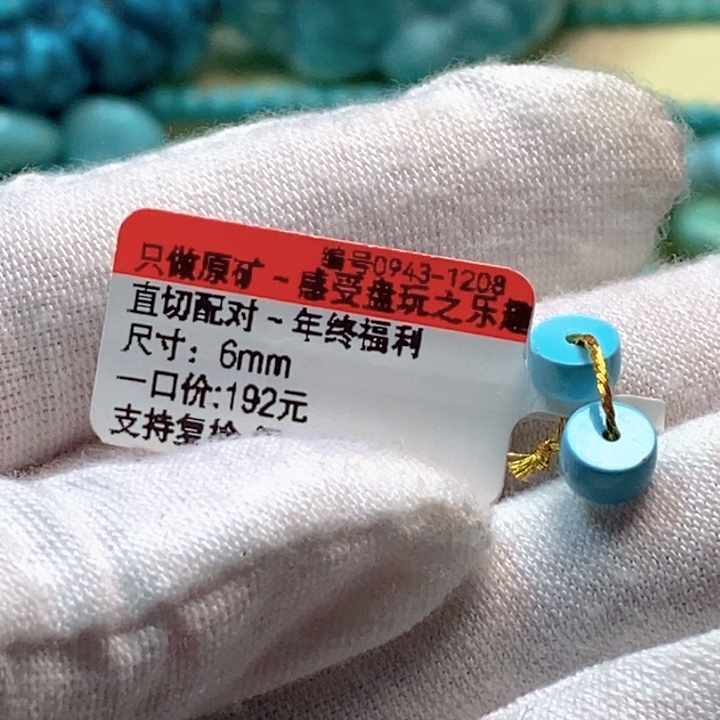 编号0943-1208
只做原矿～感受盘玩之乐趣
直切配对～年终福利
尺寸：6mm
一口价:192元
支持复检